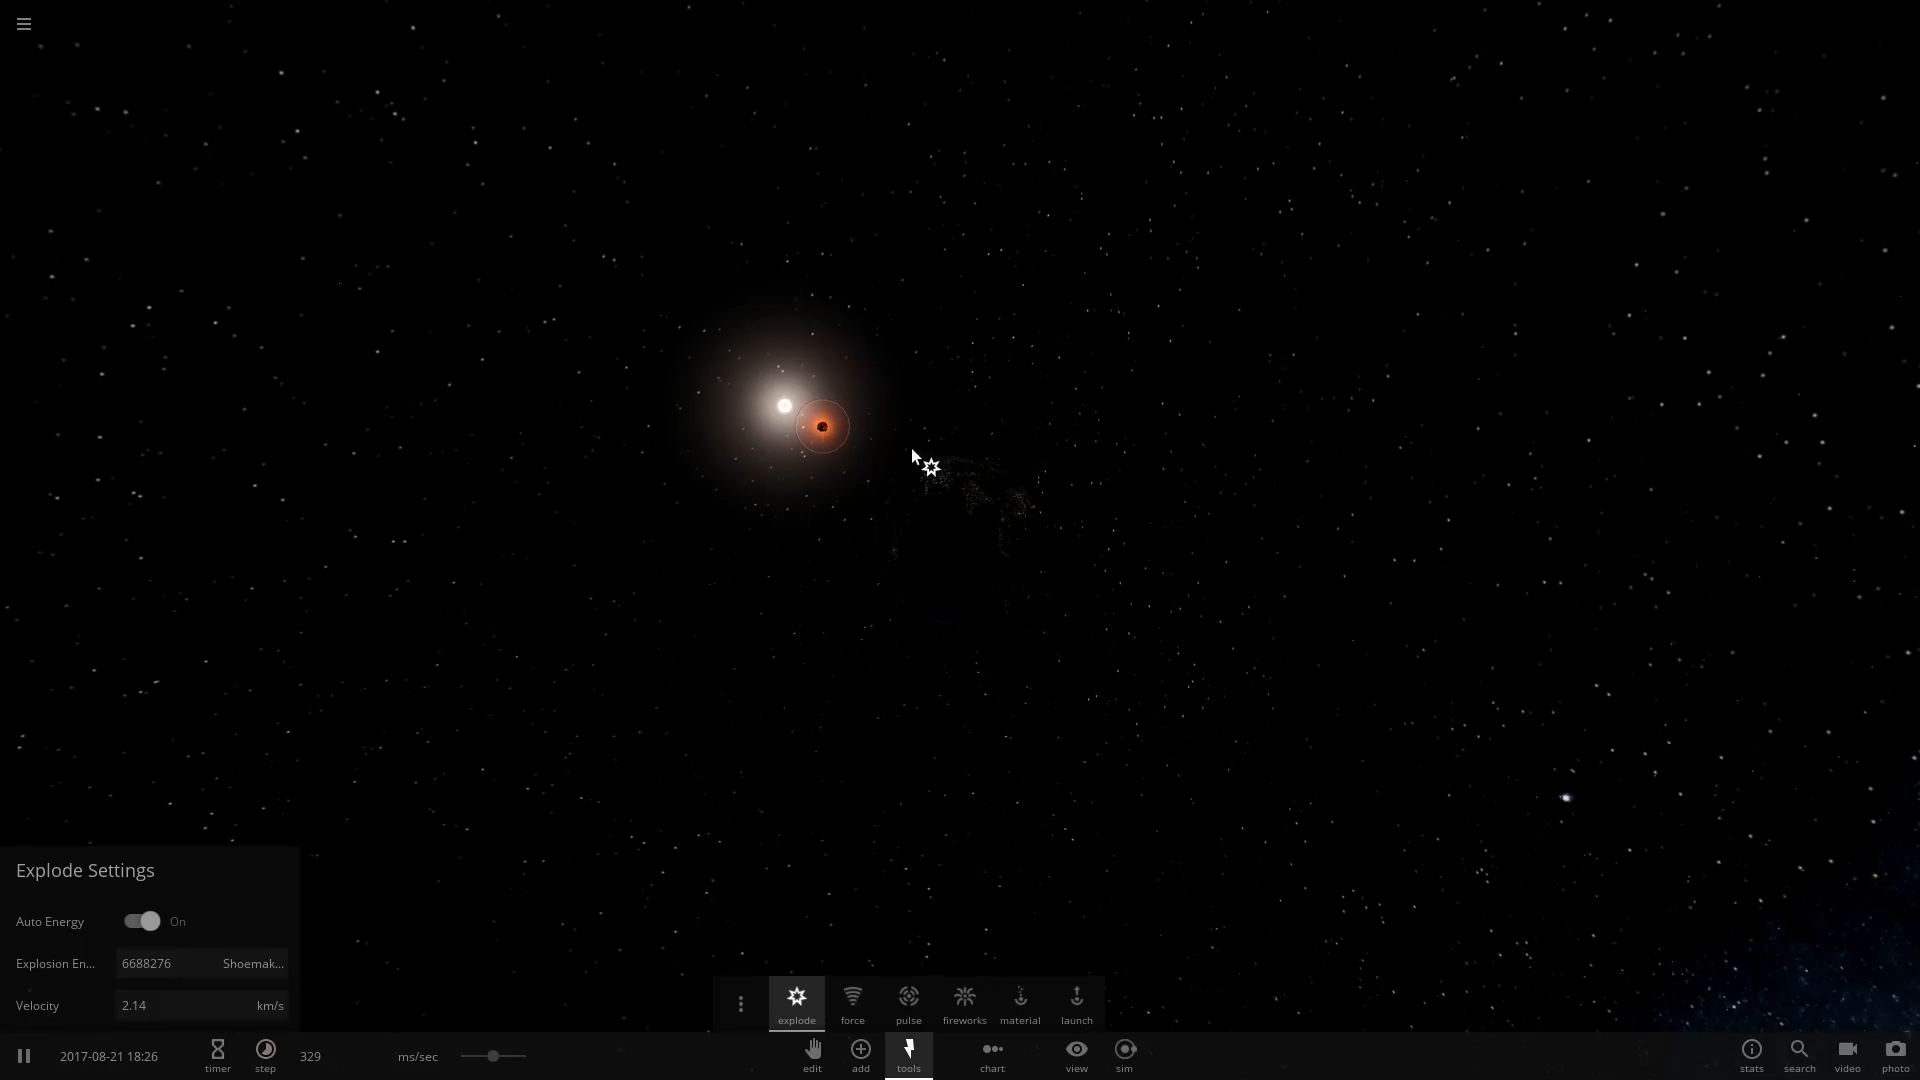 Explode Settings
Auto Energy On
Explosion En... 6688276 Shoemak...
Velocity 2.14 km/s
explode force pulse fireworks material launch
2017-08-21 18:26 timer step 329 ms/sec edit add tools chart view sim stats search video photo